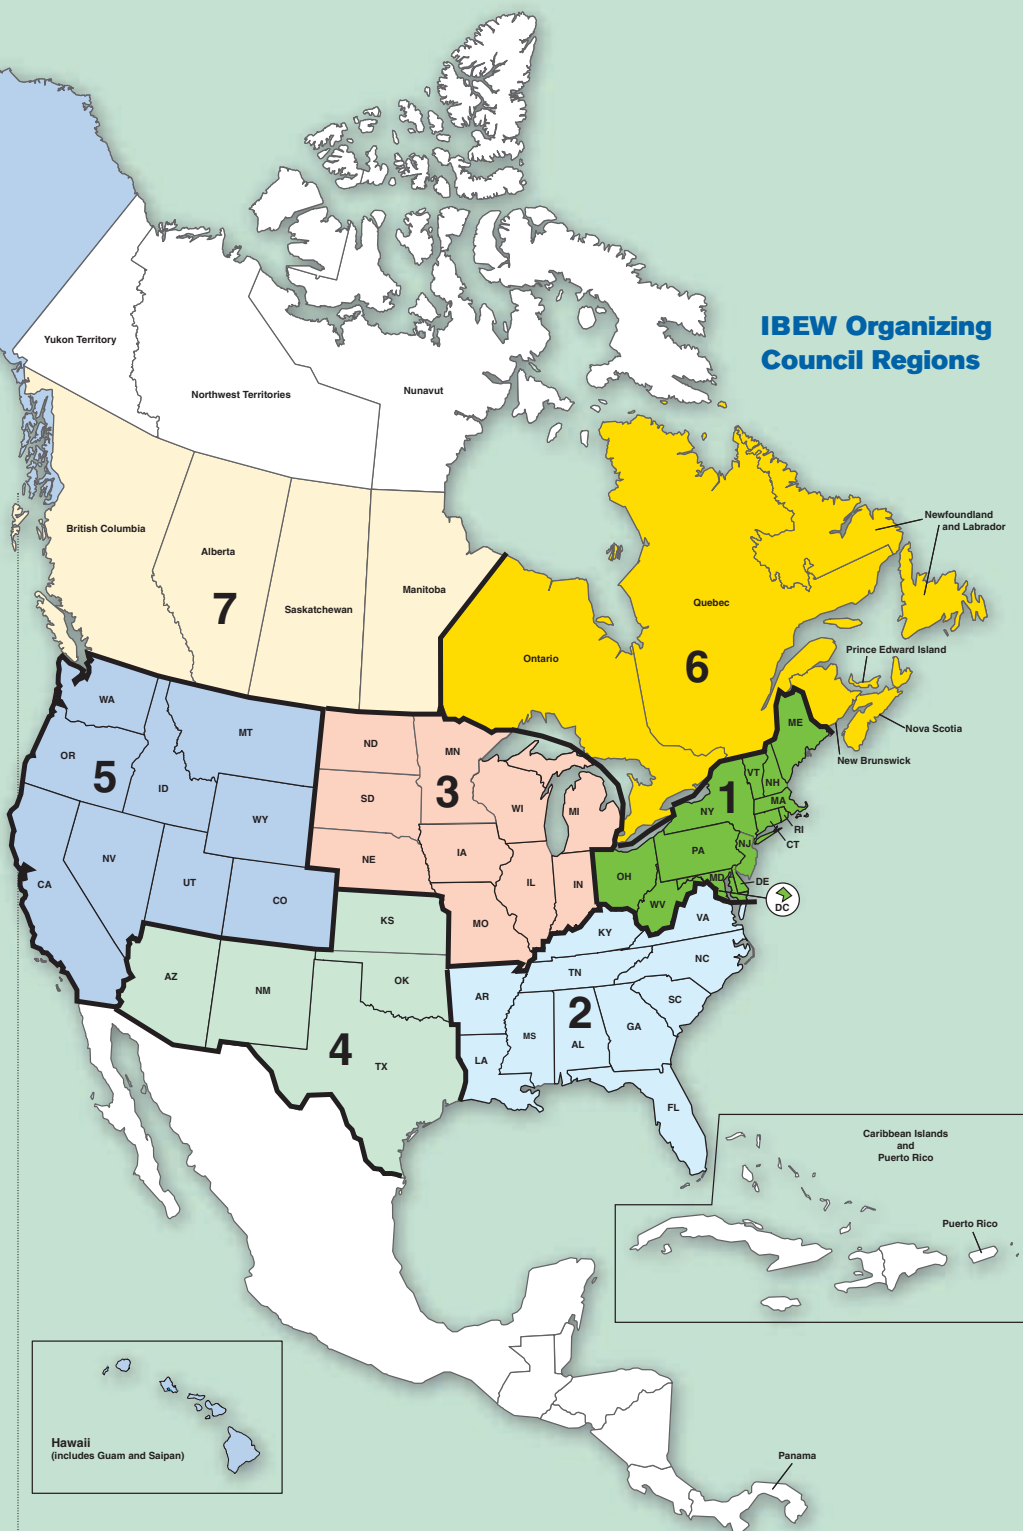 IBEW Organizing
Council Regions
Yukon Territory
Northwest Territories
Nunavut
British Columbia
Alberta
7
Saskatchewan
Manitoba
Ontario
Quebec
6
Newfoundland
and Labrador
Prince Edward Island
Nova Scotia
New Brunswick
WA
OR
5
ID
MT
WY
CA
NV
UT
CO
ND
SD
NE
MN
3
IA
WI
MI
IL
IN
MO
ME
VT
NH
1
NY
MA
RI
CT
PA
NJ
OH
MD
DE
DC
WV
KS
OK
AZ
NM
4
TX
KY
VA
TN
NC
AR
2
SC
MS
AL
GA
LA
FL
Caribbean Islands
and
Puerto Rico
Puerto Rico
Hawaii
(includes Guam and Saipan)
Panama